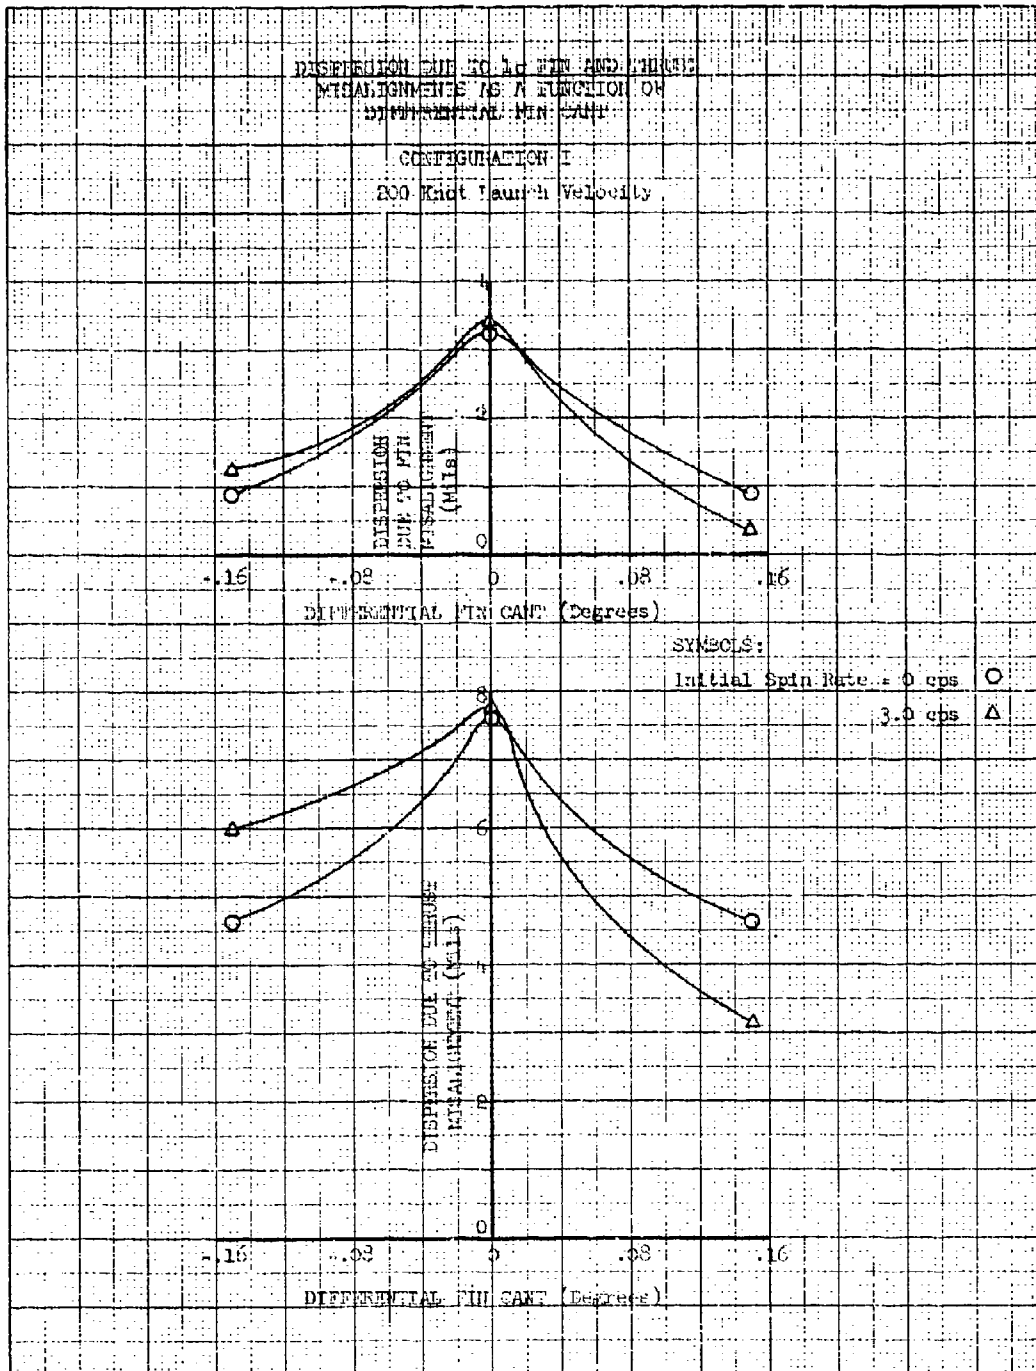 DISPERSION DUE TO 1σ FIN AND THRUST
MISALIGNMENTS AS A FUNCTION OF
DIFFERENTIAL FIN CANT
CONFIGURATION I
200 Knot Launch Velocity
4
2
0
DISPERSION
DUE TO FIN
MISALIGNMENT
(Mils)
-.16 -.08 0 .08 .16
DIFFERENTIAL FIN CANT (Degrees)
SYMBOLS:
Initial Spin Rate = 0 cps ○
3.0 cps △
8
6
4
2
0
DISPERSION DUE TO THRUST
MISALIGNMENT (Mils)
-.16 -.08 0 .08 .16
DIFFERENTIAL FIN CANT (Degrees)